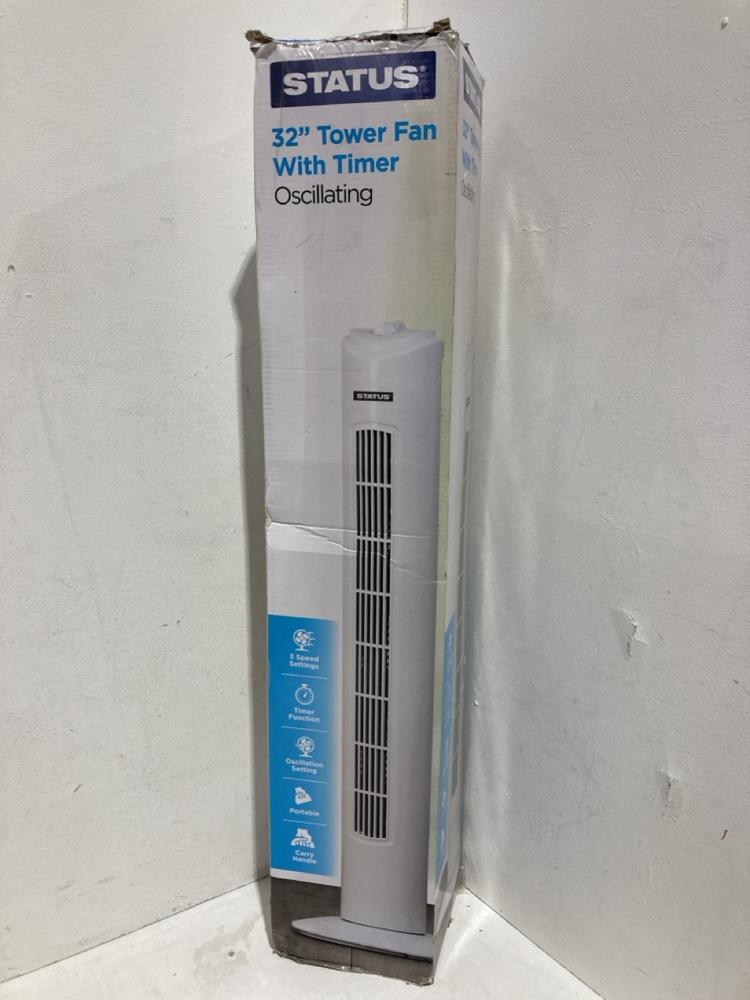 STATUS®
32” Tower Fan
With Timer
Oscillating
STATUS
3 Speed
Settings
Timer
Function
Oscillation
Setting
Portable
Carry
Handle